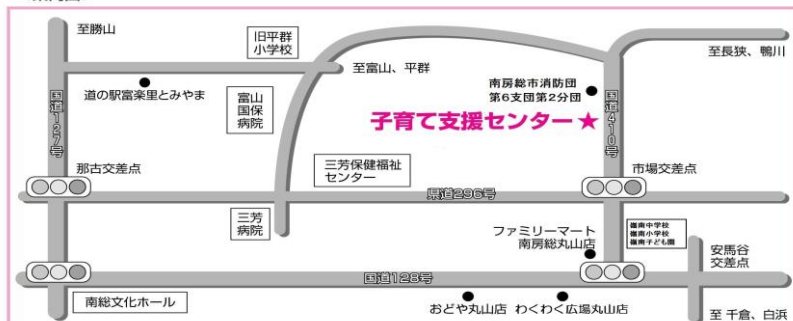 至勝山
旧平群
小学校
至富山、平群
至長狭、鴨川
道の駅富楽里とみやま
富山
国保
病院
南房総市消防団
第6支団第2分団
子育て支援センター★
国道127号
国道410号
那古交差点
三芳保健福祉
センター
市場交差点
県道296号
三芳
病院
ファミリーマート
南房総丸山店
嶺南中学校
嶺南小学校
嶺南子ども園
安馬谷
交差点
国道128号
南総文化ホール
おどや丸山店
わくわく広場丸山店
至 千倉、白浜